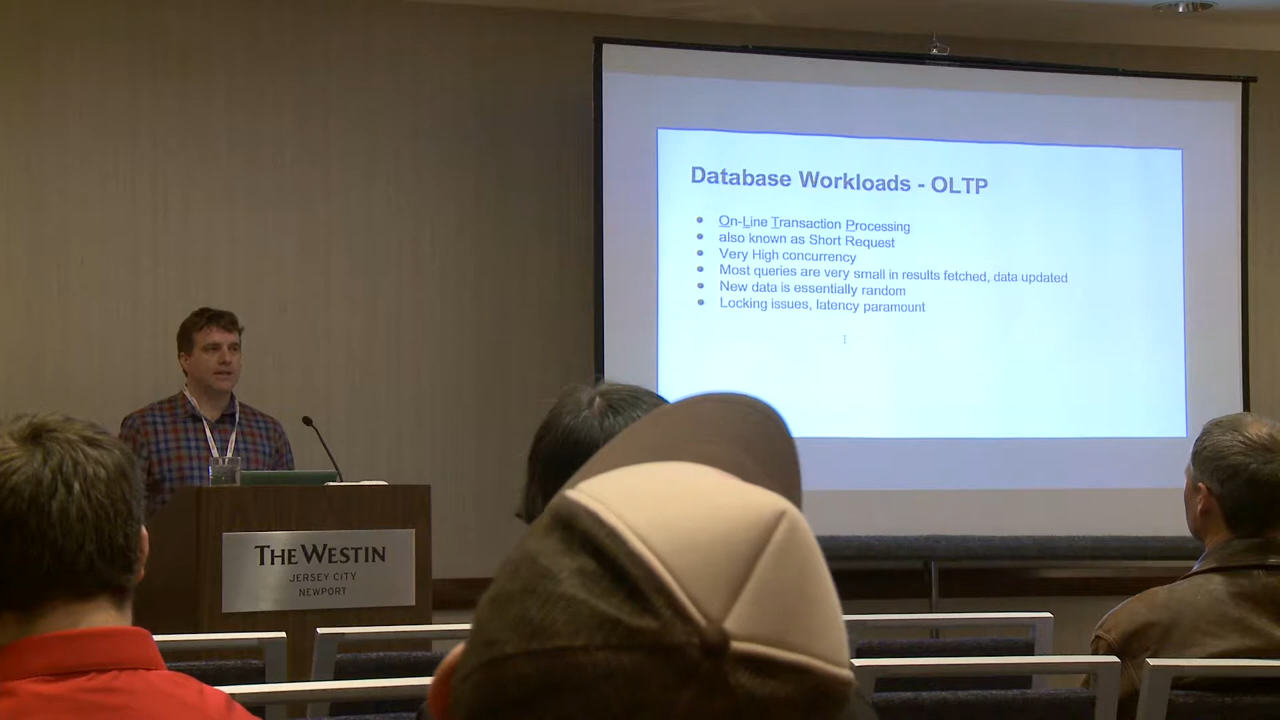 Database Workloads - OLTP
On-Line Transaction Processing
also known as Short Request
Very High concurrency
Most queries are very small in results fetched, data updated
New data is essentially random
Locking issues, latency paramount
THE WESTIN
JERSEY CITY
NEWPORT